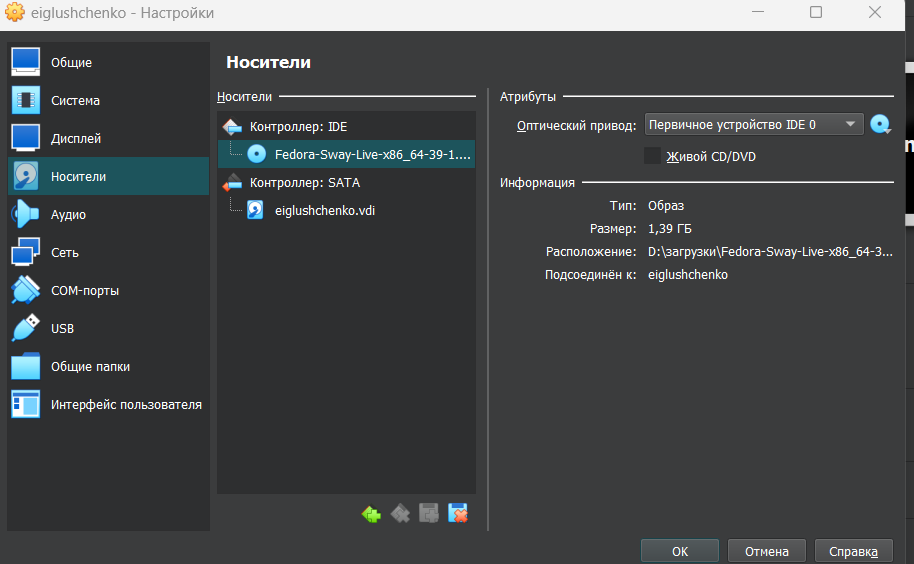 eiglushchenko - Настройки
Общие
Система
Дисплей
Носители
Аудио
Сеть
COM-порты
USB
Общие папки
Интерфейс пользователя
Носители
Носители
Контроллер: IDE
Fedora-Sway-Live-x86_64-39-1....
Контроллер: SATA
eiglushchenko.vdi
Атрибуты
Оптический привод: Первичное устройство IDE 0
Живой CD/DVD
Информация
Тип: Образ
Размер: 1,39 ГБ
Расположение: D:\загрузки\Fedora-Sway-Live-x86_64-3...
Подсоединён к: eiglushchenko
OK
Отмена
Справка